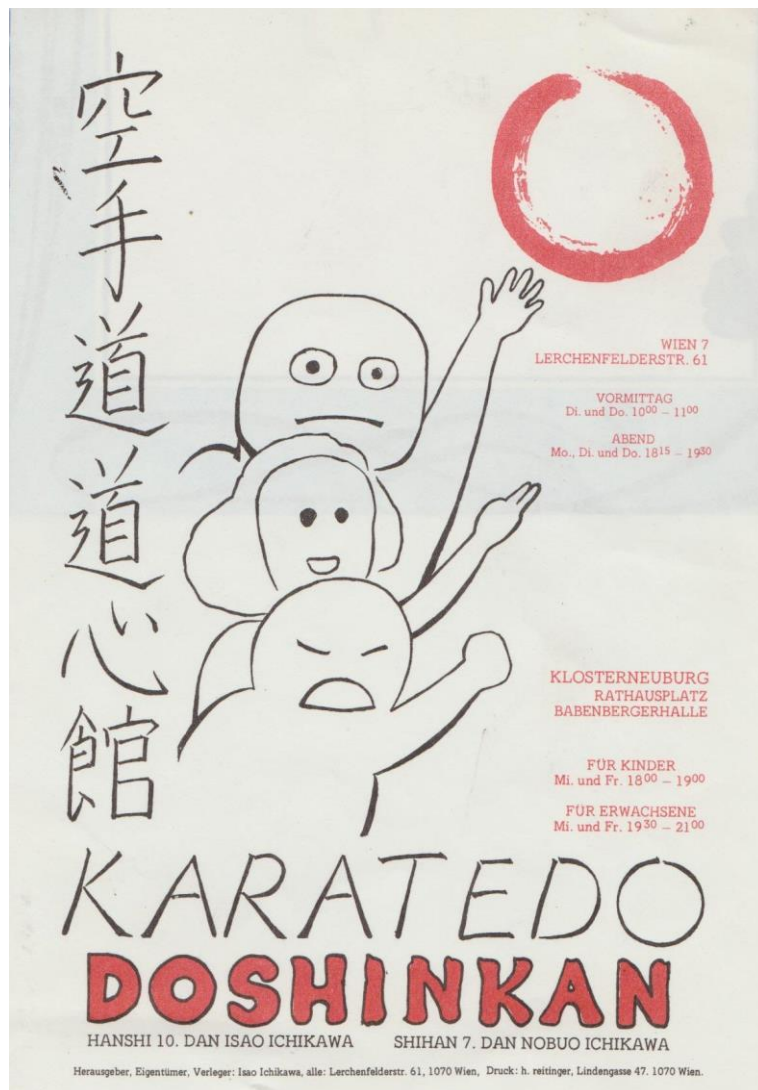 空手道道心館
WIEN 7
LERCHENFELDERSTR. 61
VORMITTAG
Di. und Do. 10⁰⁰ – 11⁰⁰
ABEND
Mo., Di. und Do. 18¹⁵ – 19³⁰
KLOSTERNEUBURG
RATHAUSPLATZ
BABENBERGERHALLE
FÜR KINDER
Mi. und Fr. 18⁰⁰ – 19⁰⁰
FÜR ERWACHSENE
Mi. und Fr. 19³⁰ – 21⁰⁰
KARATEDO
DOSHINKAN
HANSHI 10. DAN ISAO ICHIKAWA SHIHAN 7. DAN NOBUO ICHIKAWA
Herausgeber, Eigentümer, Verleger: Isao Ichikawa, alle: Lerchenfelderstr. 61, 1070 Wien, Druck: h. reitinger, Lindengasse 47. 1070 Wien.